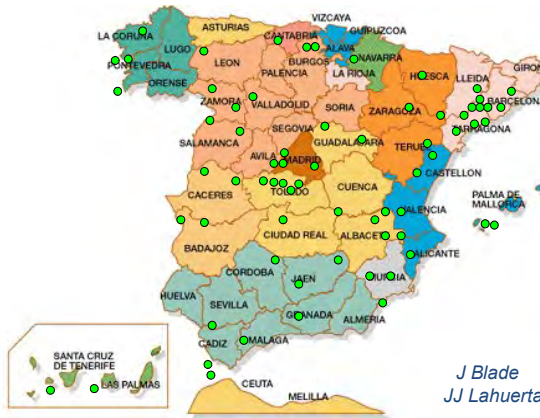 VIZCAYA
ASTURIAS
CANTABRIA
GUIPUZCOA
LA CORUÑA
LUGO
ALAVA
NAVARRA
PONTEVEDRA
LEON
BURGOS
HUESCA
LLEIDA
GIRON
ORENSE
PALENCIA
LA RIOJA
BARCELONA
ZAMORA
VALLADOLID
SORIA
ZARAGOZA
TARRAGONA
SEGOVIA
SALAMANCA
GUADALAJARA
TERUEL
AVILA
MADRID
CASTELLON
CACERES
TOLEDO
CUENCA
PALMA DE
MALLORCA
VALENCIA
CIUDAD REAL
ALBACETE
BADAJOZ
ALICANTE
CORDOBA
JAEN
MURCIA
HUELVA
SEVILLA
GRANADA
ALMERIA
CADIZ
MALAGA
SANTA CRUZ
DE TENERIFE
LAS PALMAS
CEUTA
MELILLA
J Blade
JJ Lahuerta